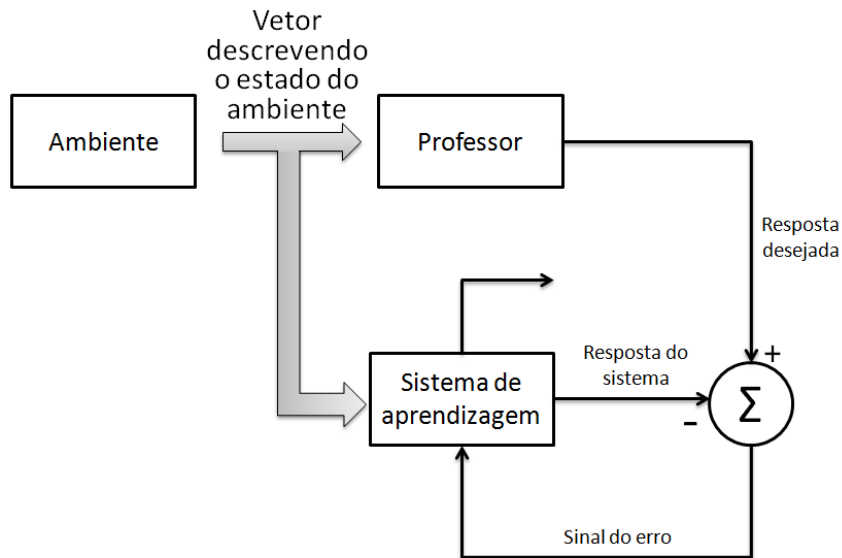 Vetor
descrevendo
o estado do
ambiente
Ambiente
Professor
Resposta
desejada
Sistema de
aprendizagem
Resposta do
sistema
+
Σ
-
Sinal do erro